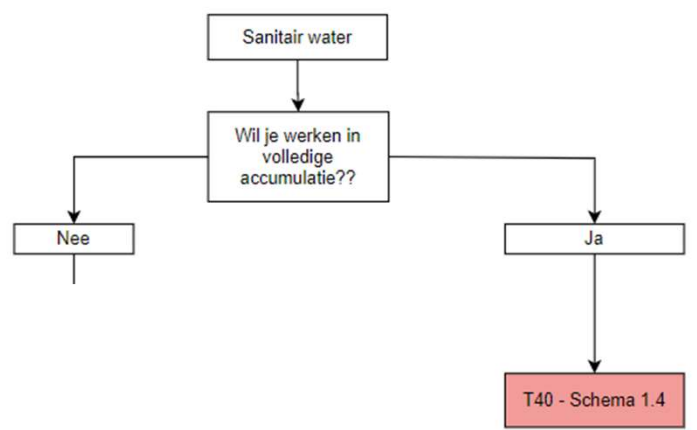 Sanitair water
Wil je werken in
volledige
accumulatie??
Nee
Ja
T40 - Schema 1.4